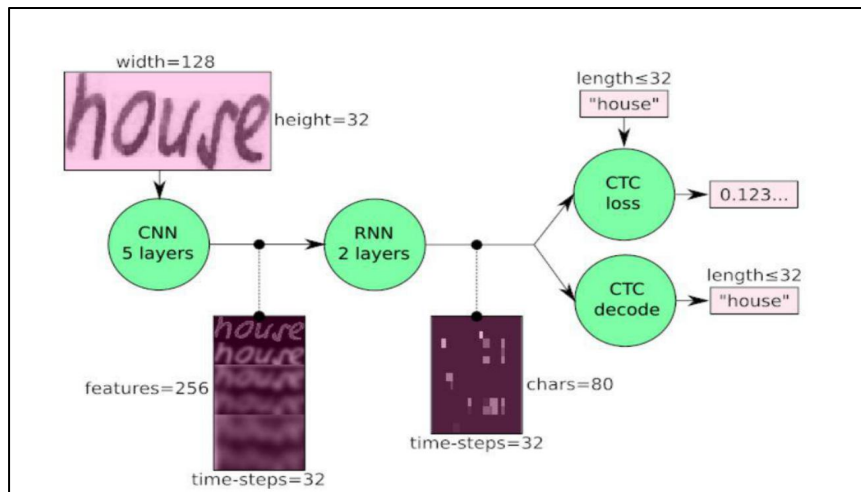 width=128
house
height=32
CNN
5 layers
RNN
2 layers
length≤32
"house"
CTC
loss
0.123...
CTC
decode
length≤32
"house"
house
house
features=256
time-steps=32
chars=80
time-steps=32